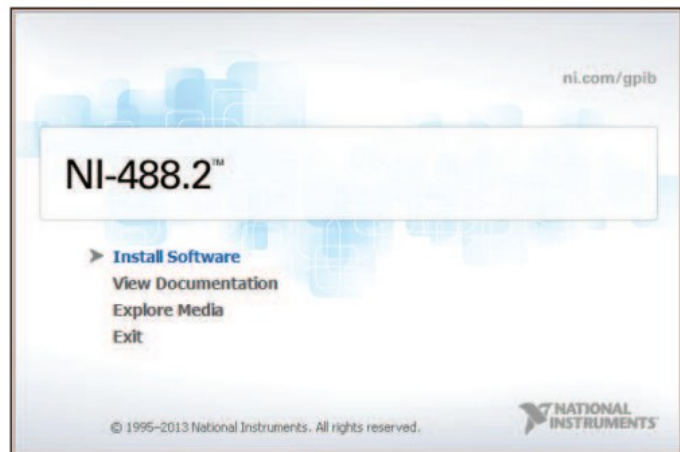 ni.com/gpib
NI-488.2™
Install Software
View Documentation
Explore Media
Exit
© 1995–2013 National Instruments. All rights reserved.
NATIONAL
INSTRUMENTS